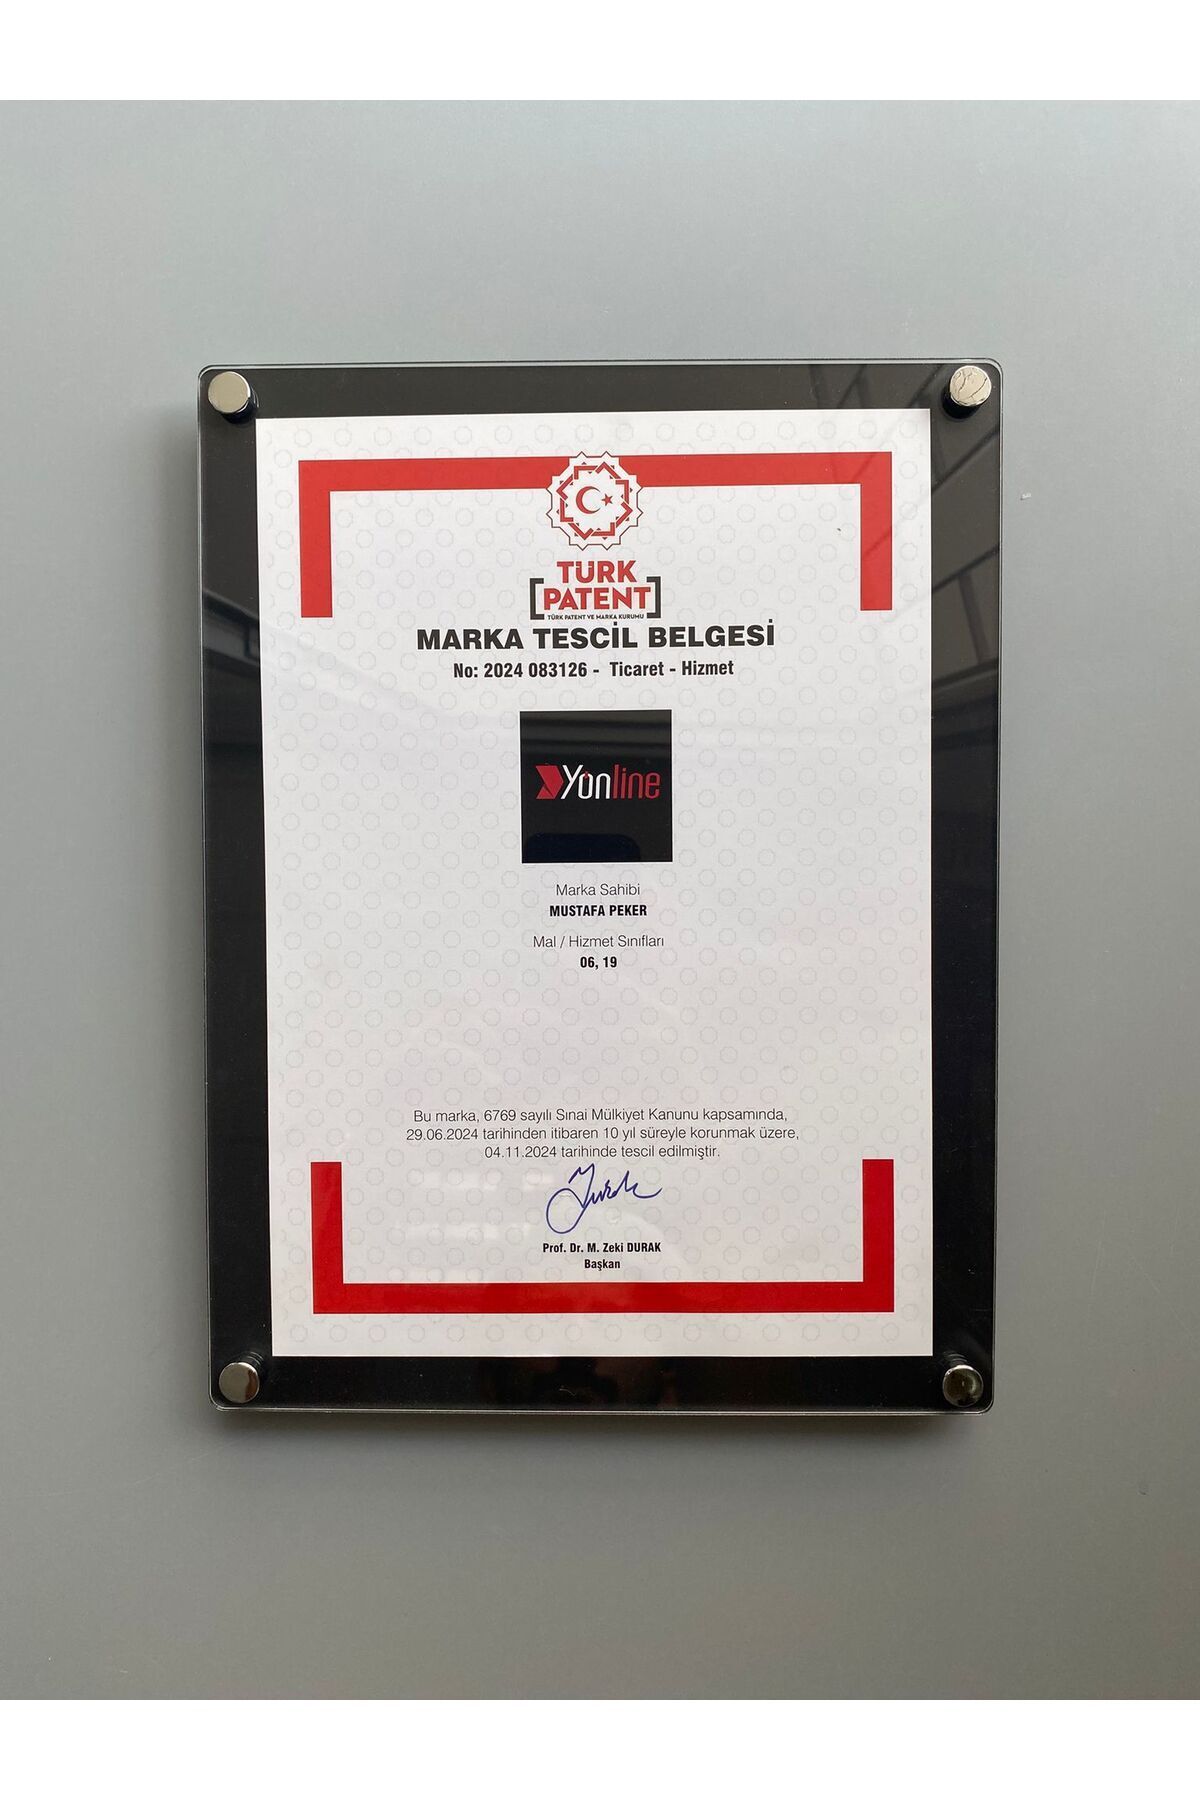 TÜRK
PATENT
TÜRK PATENT VE MARKA KURUMU
MARKA TESCİL BELGESİ
No: 2024 083126 - Ticaret - Hizmet
Yönline
Marka Sahibi
MUSTAFA PEKER
Mal / Hizmet Sınıfları
06, 19
Bu marka, 6769 sayılı Sınai Mülkiyet Kanunu kapsamında,
29.06.2024 tarihinden itibaren 10 yıl süreyle korunmak üzere,
04.11.2024 tarihinde tescil edilmiştir.
Prof. Dr. M. Zeki DURAK
Başkan